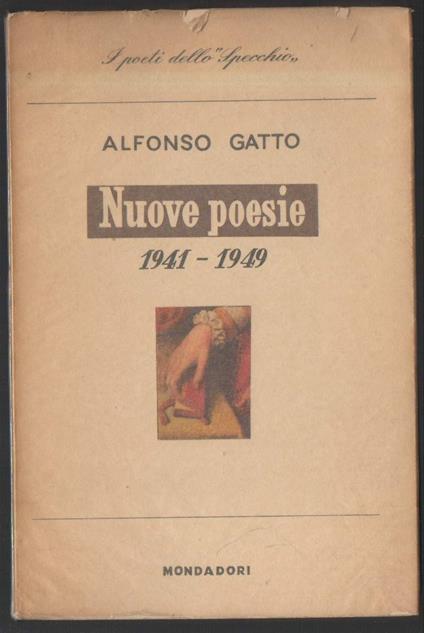 I poeti dello "Specchio„
ALFONSO GATTO
Nuove poesie
1941 - 1949
MONDADORI